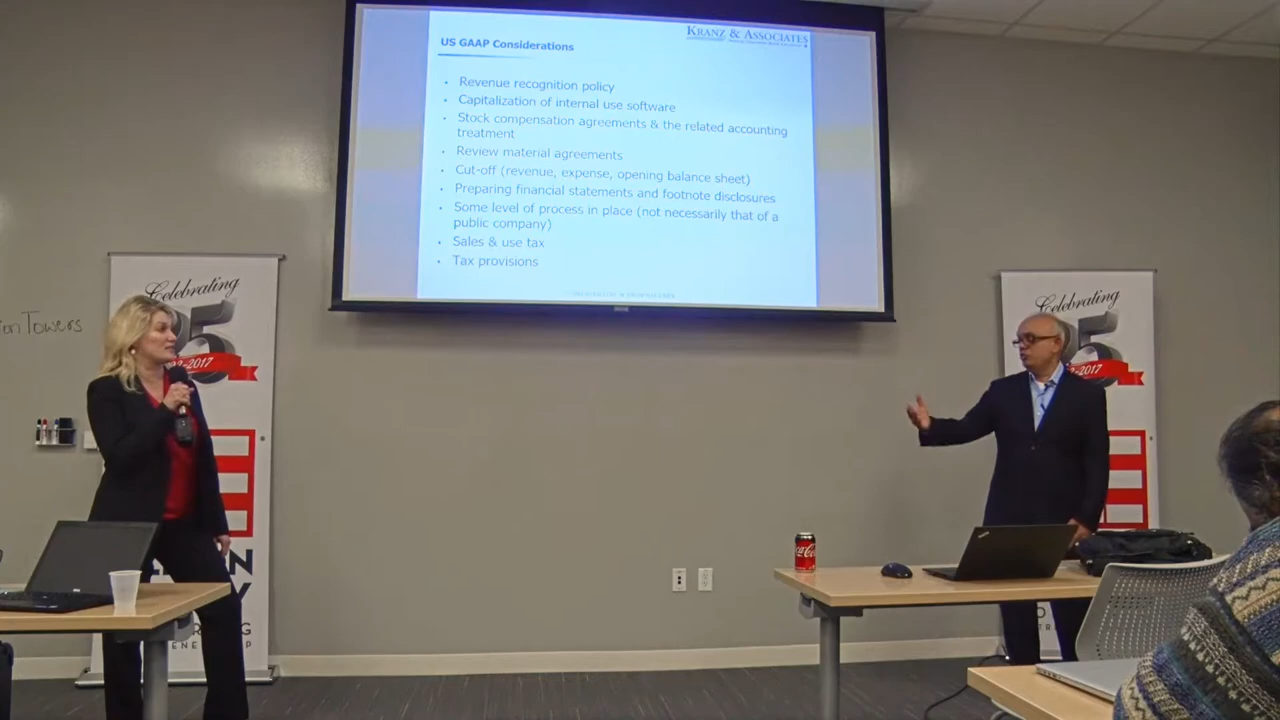 KRANZ & ASSOCIATES
US GAAP Considerations
• Revenue recognition policy
• Capitalization of internal use software
• Stock compensation agreements & the related accounting
treatment
• Review material agreements
• Cut-off (revenue, expense, opening balance sheet)
• Preparing financial statements and footnote disclosures
• Some level of process in place (not necessarily that of a
public company)
• Sales & use tax
• Tax provisions
Celebrating
25
-2017
Celebrating
5
-2017
Towers